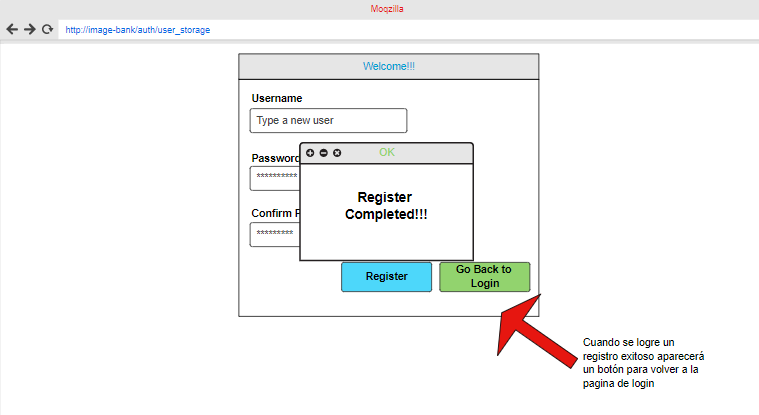 Moqzilla
http://image-bank/auth/user_storage
Welcome!!!
Username
Type a new user
Password
**********
Confirm P
*********
OK
Register
Completed!!!
Register
Go Back to
Login
Cuando se logre un
registro exitoso aparecerá
un botón para volver a la
pagina de login